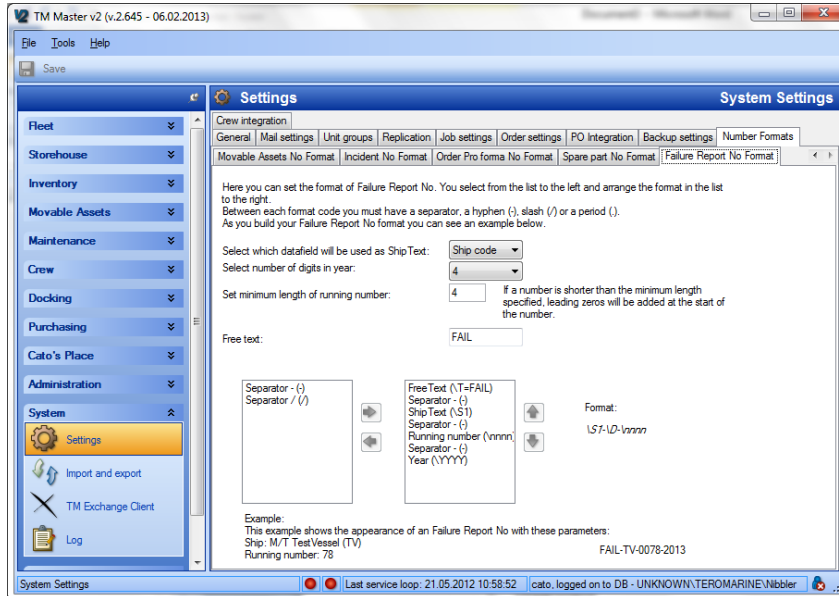 TM Master v2 (v.2.645 - 06.02.2013)
File Tools Help
Save
Settings System Settings
Fleet
Storehouse
Inventory
Movable Assets
Maintenance
Crew
Docking
Purchasing
Cato's Place
Administration
System
Settings
Import and export
TM Exchange Client
Log
Crew integration
General Mail settings Unit groups Replication Job settings Order settings PO Integration Backup settings Number Formats
Movable Assets No Format Incident No Format Order Pro forma No Format Spare part No Format Failure Report No Format
Here you can set the format of Failure Report No. You select from the list to the left and arrange the format in the list
to the right.
Between each format code you must have a separator, a hyphen (-), slash (/) or a period (.).
As you build your Failure Report No format you can see an example below.
Select which datafield will be used as ShipText: Ship code
Select number of digits in year: 4
Set minimum length of running number: 4
If a number is shorter than the minimum length
specified, leading zeros will be added at the start of
the number.
Free text: FAIL
Separator - (-)
Separator / (/)
FreeText (\T=FAIL)
Separator - (-)
ShipText (\S1)
Separator - (-)
Running number (\nnnn)
Separator - (-)
Year (\YYYY)
Format:
\S1-\D-\nnnn
Example:
This example shows the appearance of an Failure Report No with these parameters:
Ship: M/T TestVessel (TV)
Running number: 78
FAIL-TV-0078-2013
System Settings Last service loop: 21.05.2012 10:58:52 cato, logged on to DB - UNKNOWN\TEROMARINE\Nibbler